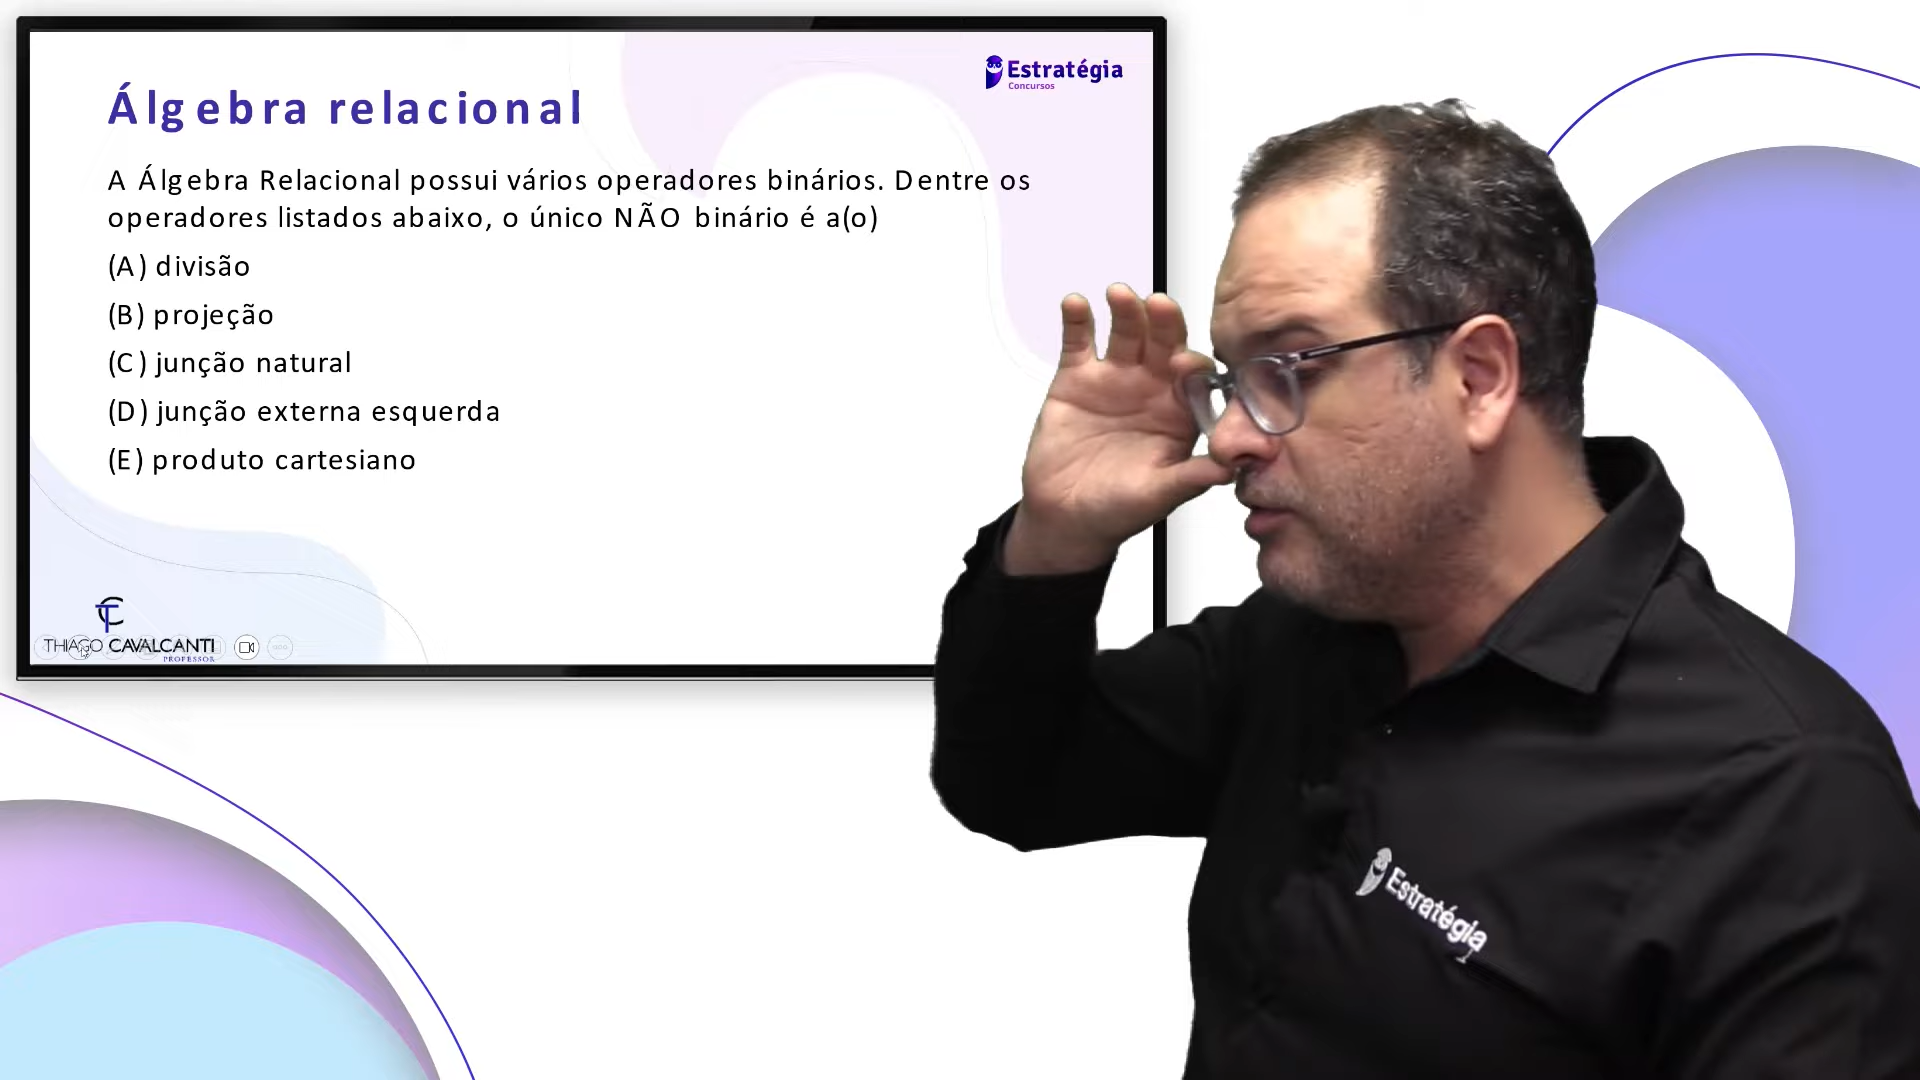 Estratégia
Concursos
Álgebra relacional
A Álgebra Relacional possui vários operadores binários. Dentre os
operadores listados abaixo, o único NÃO binário é a(o)
(A) divisão
(B) projeção
(C) junção natural
(D) junção externa esquerda
(E) produto cartesiano
TC
THIAGO CAVALCANTI
PROFESSOR
Estratégia